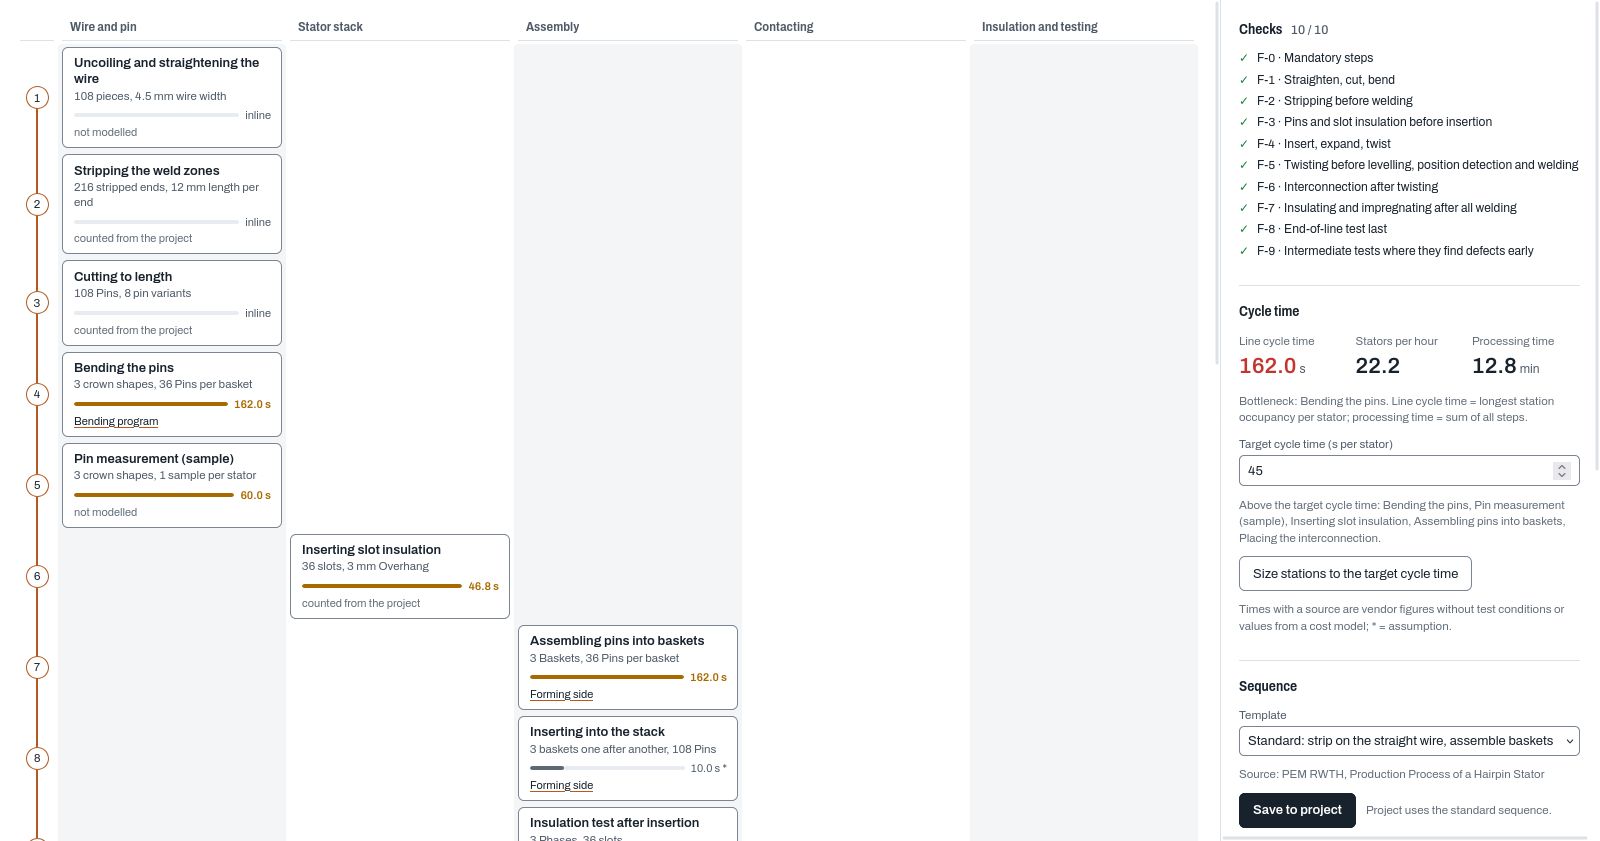 Wire and pin
Stator stack
Assembly
Contacting
Insulation and testing
1
Uncoiling and straightening the
wire
108 pieces, 4.5 mm wire width
inline
not modelled
2
Stripping the weld zones
216 stripped ends, 12 mm length per
end
inline
counted from the project
3
Cutting to length
108 Pins, 8 pin variants
inline
counted from the project
4
Bending the pins
3 crown shapes, 36 Pins per basket
162.0 s
Bending program
5
Pin measurement (sample)
3 crown shapes, 1 sample per stator
60.0 s
not modelled
6
Inserting slot insulation
36 slots, 3 mm Overhang
46.8 s
counted from the project
7
Assembling pins into baskets
3 Baskets, 36 Pins per basket
162.0 s
Forming side
8
Inserting into the stack
3 baskets one after another, 108 Pins
10.0 s *
Forming side
Insulation test after insertion
3 Phases, 36 slots
Checks 10 / 10
✓ F-0 · Mandatory steps
✓ F-1 · Straighten, cut, bend
✓ F-2 · Stripping before welding
✓ F-3 · Pins and slot insulation before insertion
✓ F-4 · Insert, expand, twist
✓ F-5 · Twisting before levelling, position detection and welding
✓ F-6 · Interconnection after twisting
✓ F-7 · Insulating and impregnating after all welding
✓ F-8 · End-of-line test last
✓ F-9 · Intermediate tests where they find defects early
Cycle time
Line cycle time
162.0 s
Stators per hour
22.2
Processing time
12.8 min
Bottleneck: Bending the pins. Line cycle time = longest station
occupancy per stator; processing time = sum of all steps.
Target cycle time (s per stator)
45
Above the target cycle time: Bending the pins, Pin measurement
(sample), Inserting slot insulation, Assembling pins into baskets,
Placing the interconnection.
Size stations to the target cycle time
Times with a source are vendor figures without test conditions or
values from a cost model; * = assumption.
Sequence
Template
Standard: strip on the straight wire, assemble baskets
Source: PEM RWTH, Production Process of a Hairpin Stator
Save to project
Project uses the standard sequence.